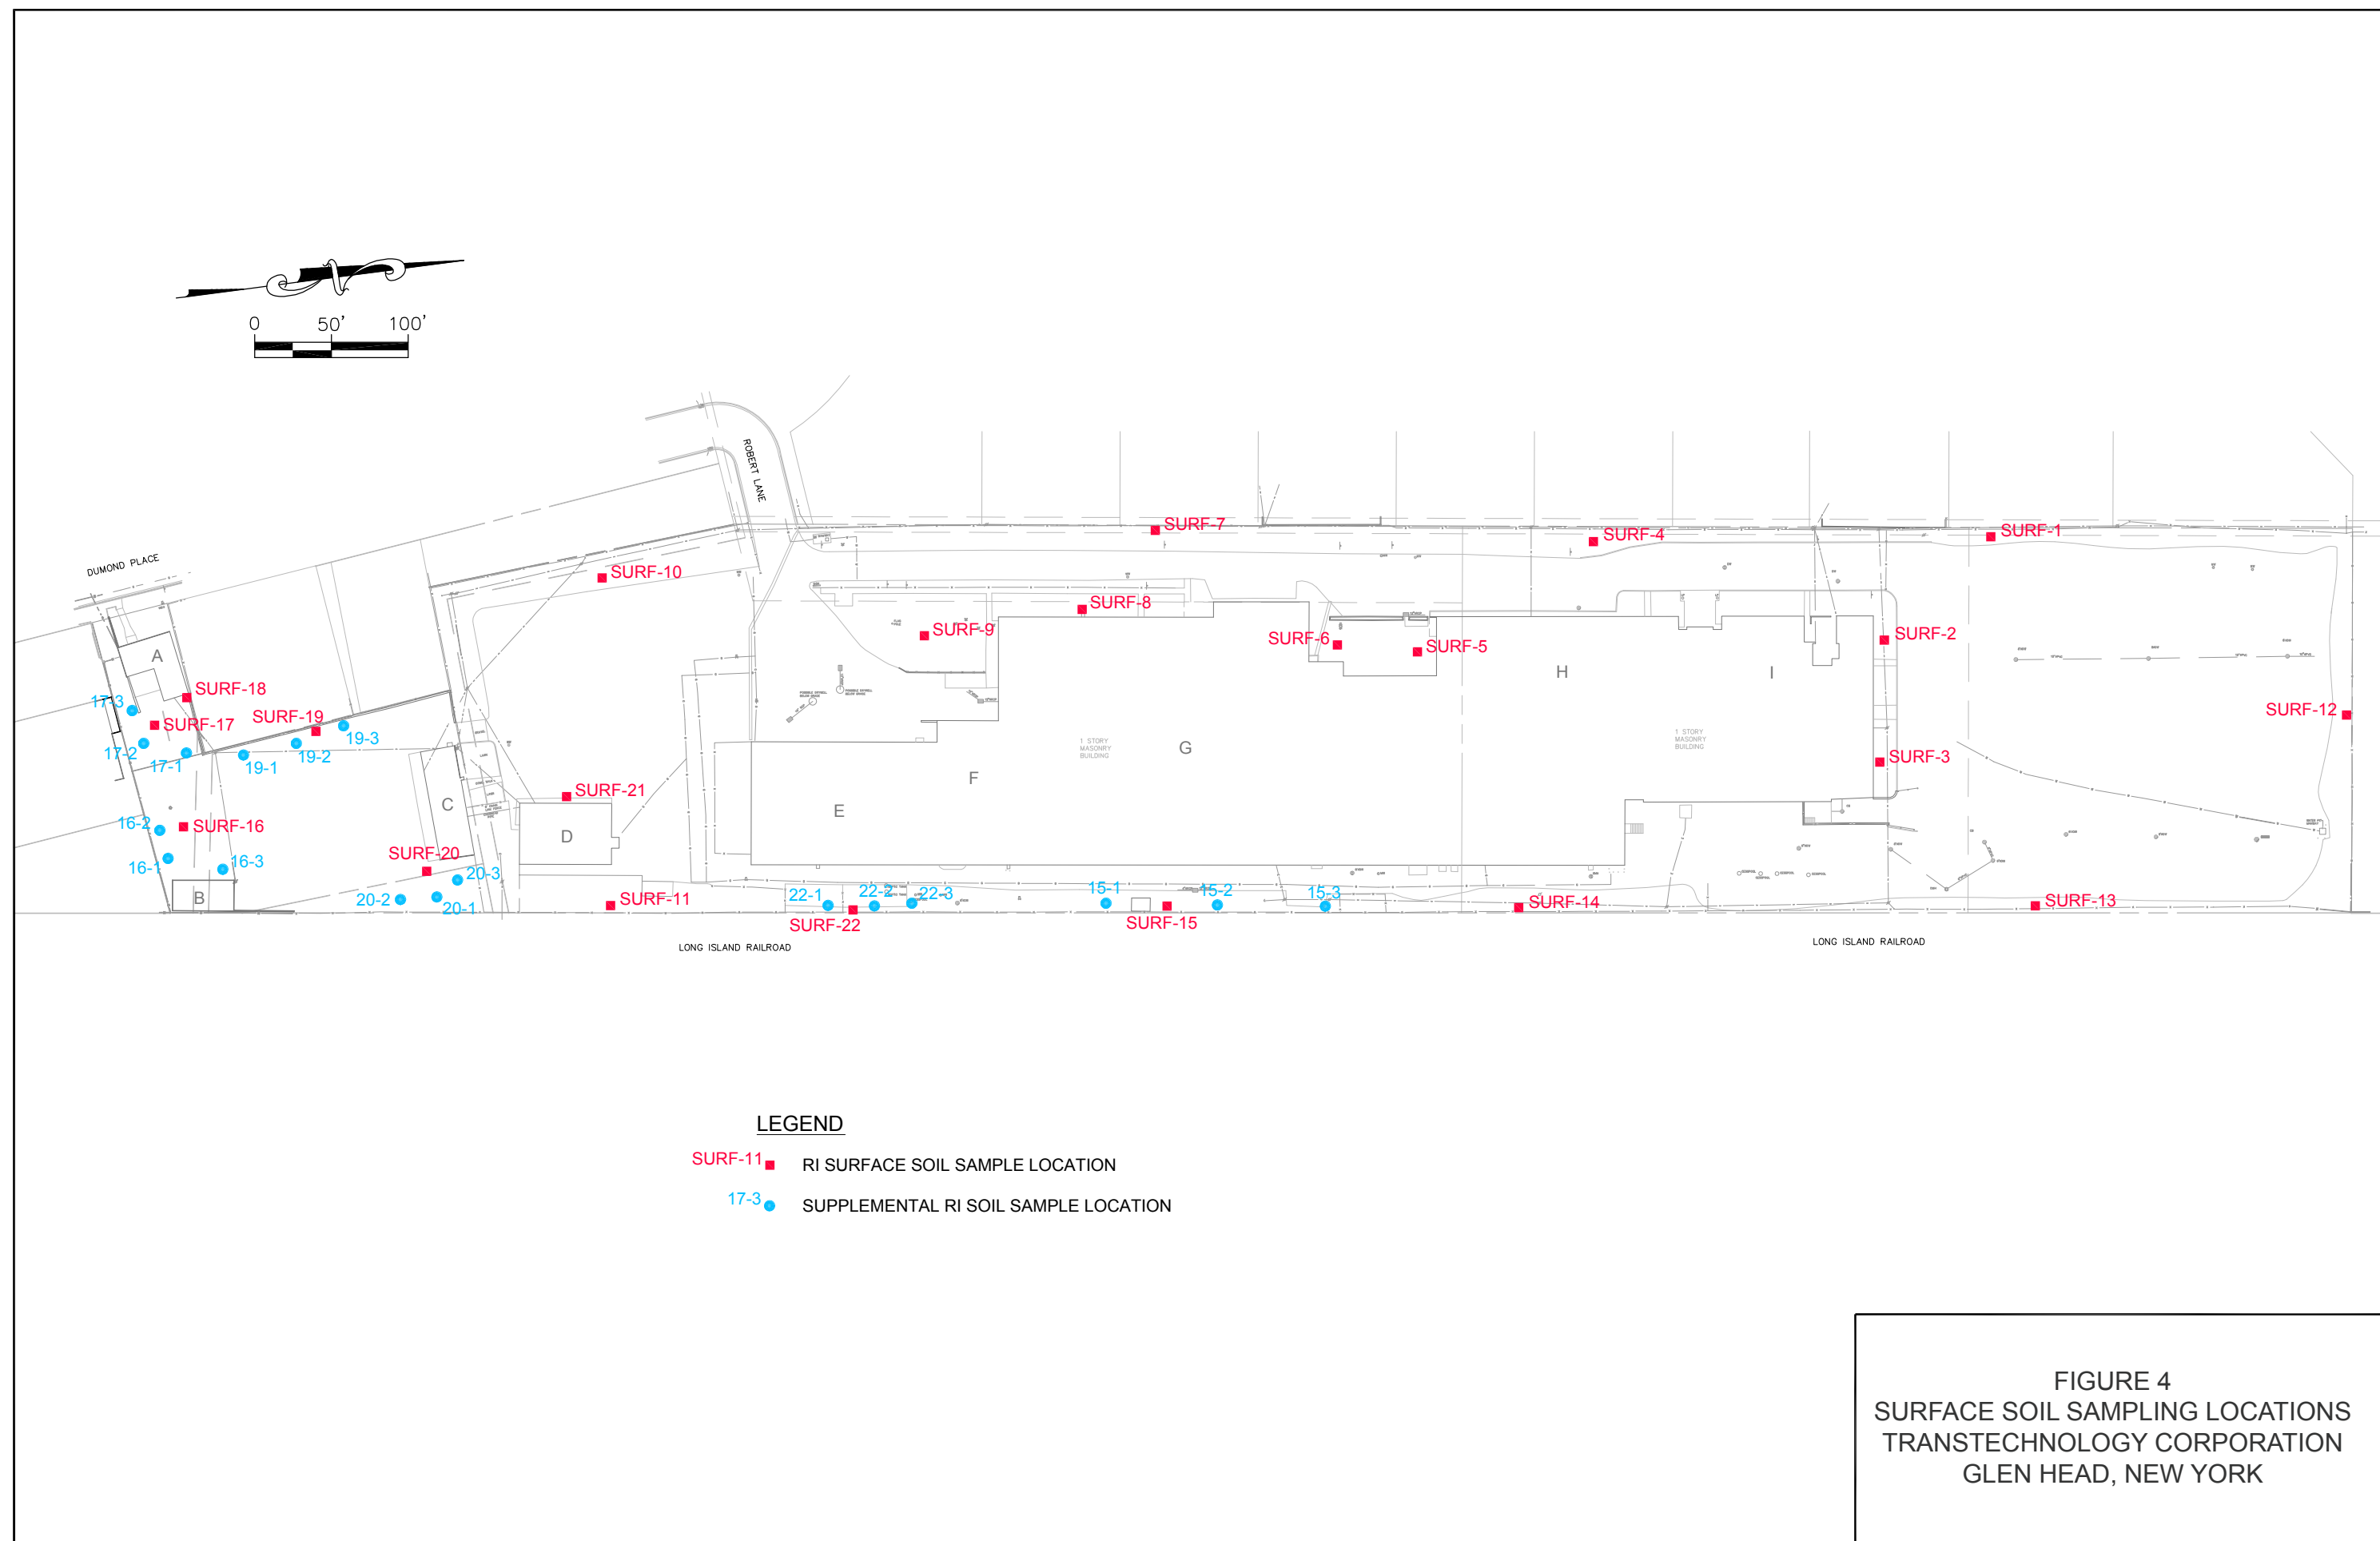 0 50' 100'
ROBERT LANE
DUMOND PLACE
SURF-7
SURF-4
SURF-1
SURF-10
SURF-8
SURF-9
SURF-6
SURF-5
SURF-2
A
H
I
SURF-18
17-3
SURF-17
SURF-19
19-3
SURF-12
17-2
17-1
19-1
19-2
1 STORY
MASONRY
BUILDING
G
1 STORY
MASONRY
BUILDING
SURF-3
F
SURF-21
C
E
D
16-2
SURF-16
16-1
16-3
SURF-20
20-3
B
20-2
20-1
SURF-11
22-1
22-2
22-3
SURF-22
15-1
15-2
15-3
SURF-15
SURF-14
SURF-13
LONG ISLAND RAILROAD
LONG ISLAND RAILROAD
LEGEND
SURF-11 RI SURFACE SOIL SAMPLE LOCATION
17-3 SUPPLEMENTAL RI SOIL SAMPLE LOCATION
FIGURE 4
SURFACE SOIL SAMPLING LOCATIONS
TRANSTECHNOLOGY CORPORATION
GLEN HEAD, NEW YORK